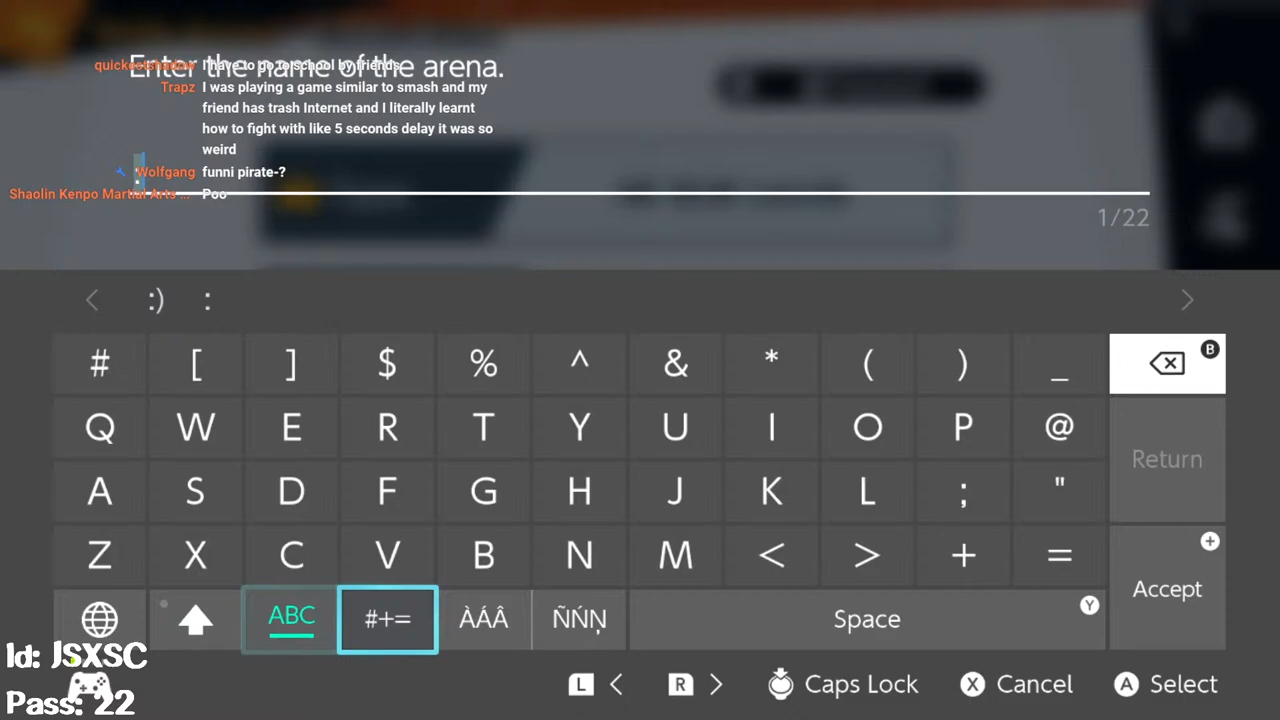 Enter the name of the arena.
quickestshadow I have to go to school by friends
Trapz I was playing a game similar to smash and my
friend has trash Internet and I literally learnt
how to fight with like 5 seconds delay it was so
weird
Wolfgang funni pirate-?
Shaolin Kenpo Martial Arts ... Poo
:
1/22
:) :
# [ ] $ % ^ & * ( ) _ B
Q W E R T Y U I O P @ Return
A S D F G H J K L ; "
Z X C V B N M < > + = Accept
ABC #+= ÀÁÂ ÑŃŅ Space Y
Id: JSXSC
Pass: 22
L < R > Caps Lock X Cancel A Select